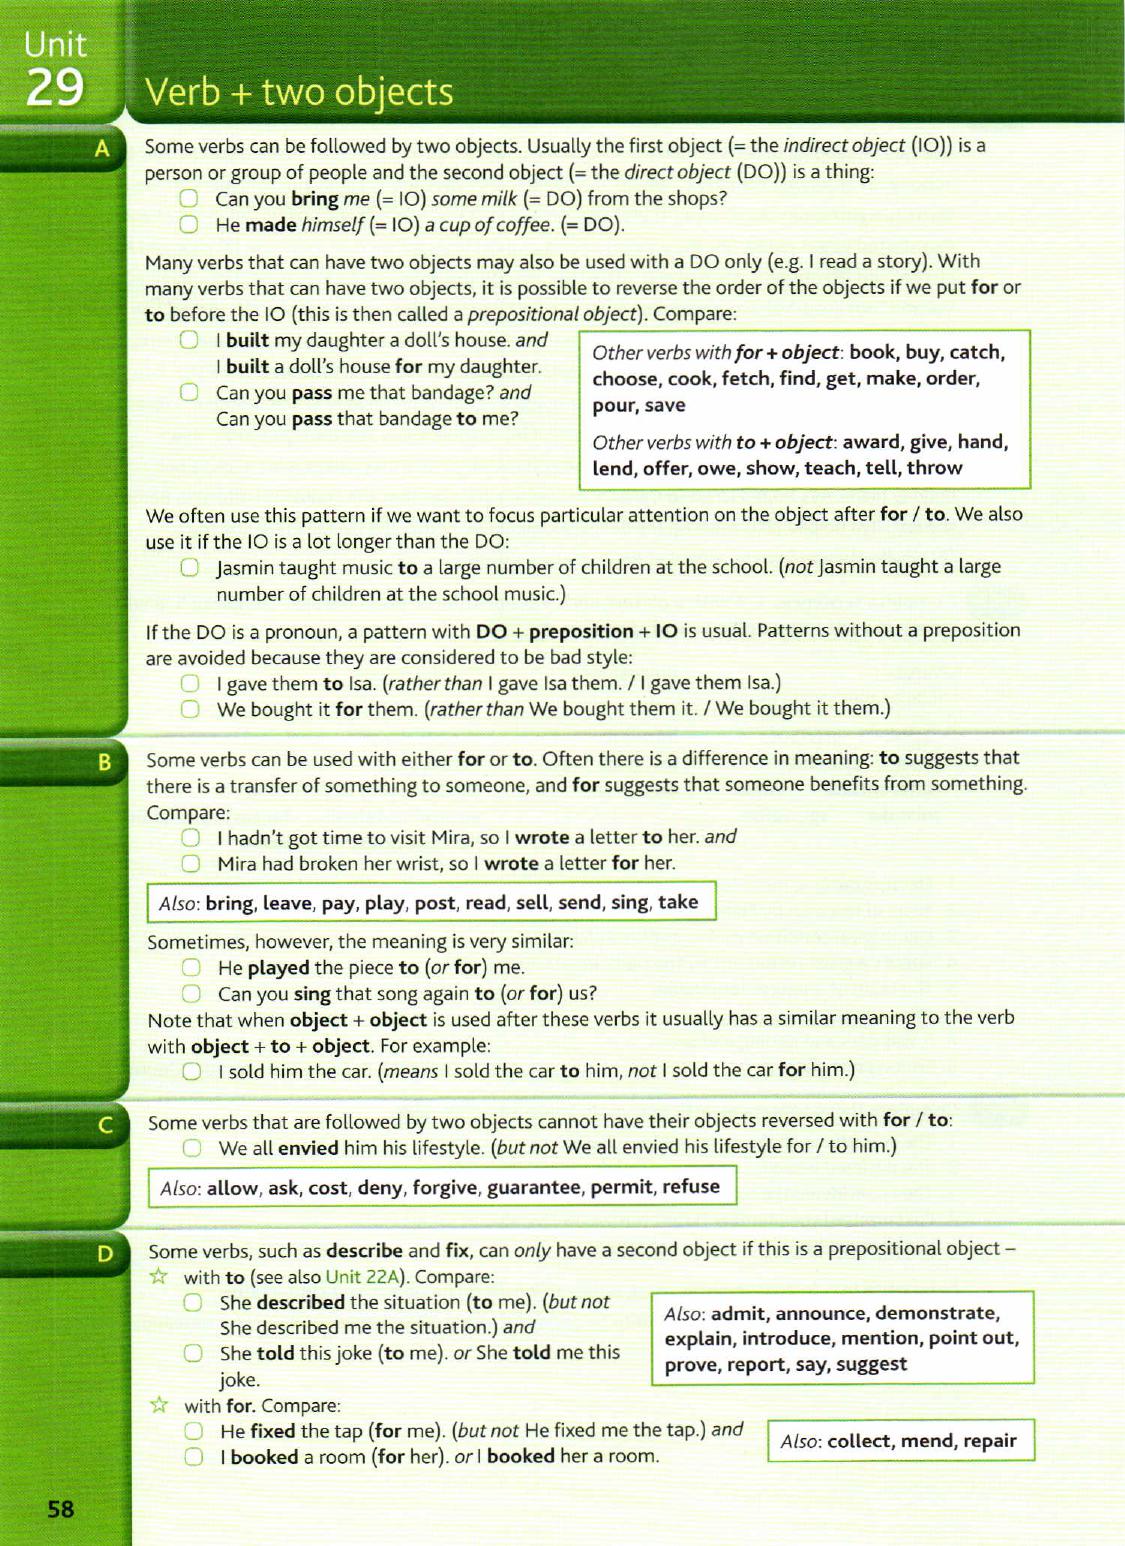 Unit
29
Verb + two objects
A
Some verbs can be followed by two objects. Usually the first object (= the indirect object (IO)) is a
person or group of people and the second object (= the direct object (DO)) is a thing:
Can you bring me (= IO) some milk (= DO) from the shops?
He made himself (= IO) a cup of coffee. (= DO).
Many verbs that can have two objects may also be used with a DO only (e.g. I read a story). With
many verbs that can have two objects, it is possible to reverse the order of the objects if we put for or
to before the IO (this is then called a prepositional object). Compare:
I built my daughter a doll's house. and
I built a doll's house for my daughter.
Can you pass me that bandage? and
Can you pass that bandage to me?
Other verbs with for + object: book, buy, catch,
choose, cook, fetch, find, get, make, order,
pour, save
Other verbs with to + object: award, give, hand,
lend, offer, owe, show, teach, tell, throw
We often use this pattern if we want to focus particular attention on the object after for / to. We also
use it if the IO is a lot longer than the DO:
Jasmin taught music to a large number of children at the school. (not Jasmin taught a large
number of children at the school music.)
If the DO is a pronoun, a pattern with DO + preposition + IO is usual. Patterns without a preposition
are avoided because they are considered to be bad style:
I gave them to Isa. (rather than I gave Isa them. / I gave them Isa.)
We bought it for them. (rather than We bought them it. / We bought it them.)
B
Some verbs can be used with either for or to. Often there is a difference in meaning: to suggests that
there is a transfer of something to someone, and for suggests that someone benefits from something.
Compare:
I hadn't got time to visit Mira, so I wrote a letter to her. and
Mira had broken her wrist, so I wrote a letter for her.
Also: bring, leave, pay, play, post, read, sell, send, sing, take
Sometimes, however, the meaning is very similar:
He played the piece to (or for) me.
Can you sing that song again to (or for) us?
Note that when object + object is used after these verbs it usually has a similar meaning to the verb
with object + to + object. For example:
I sold him the car. (means I sold the car to him, not I sold the car for him.)
C
Some verbs that are followed by two objects cannot have their objects reversed with for / to:
We all envied him his lifestyle. (but not We all envied his lifestyle for / to him.)
Also: allow, ask, cost, deny, forgive, guarantee, permit, refuse
D
Some verbs, such as describe and fix, can only have a second object if this is a prepositional object –
with to (see also Unit 22A). Compare:
She described the situation (to me). (but not
She described me the situation.) and
She told this joke (to me). or She told me this
joke.
Also: admit, announce, demonstrate,
explain, introduce, mention, point out,
prove, report, say, suggest
with for. Compare:
He fixed the tap (for me). (but not He fixed me the tap.) and
I booked a room (for her). or I booked her a room.
Also: collect, mend, repair
58